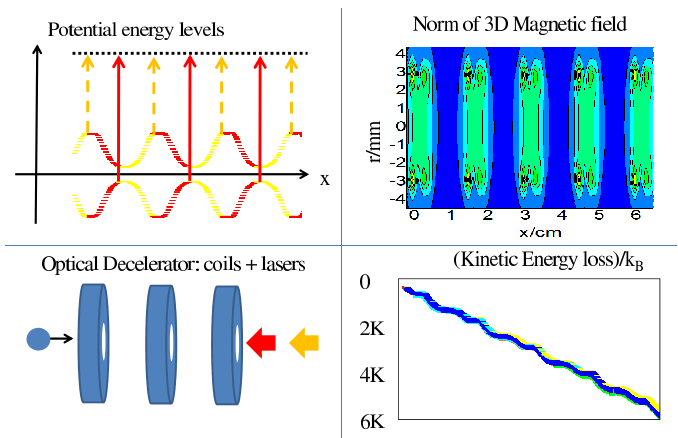 Potential energy levels
x
Norm of 3D Magnetic field
r/mm
4
3
2
1
0
-1
-2
-3
-4
0 1 2 3 4 5 6
x/cm
Optical Decelerator: coils + lasers
(Kinetic Energy loss)/kB
0
2K
4K
6K